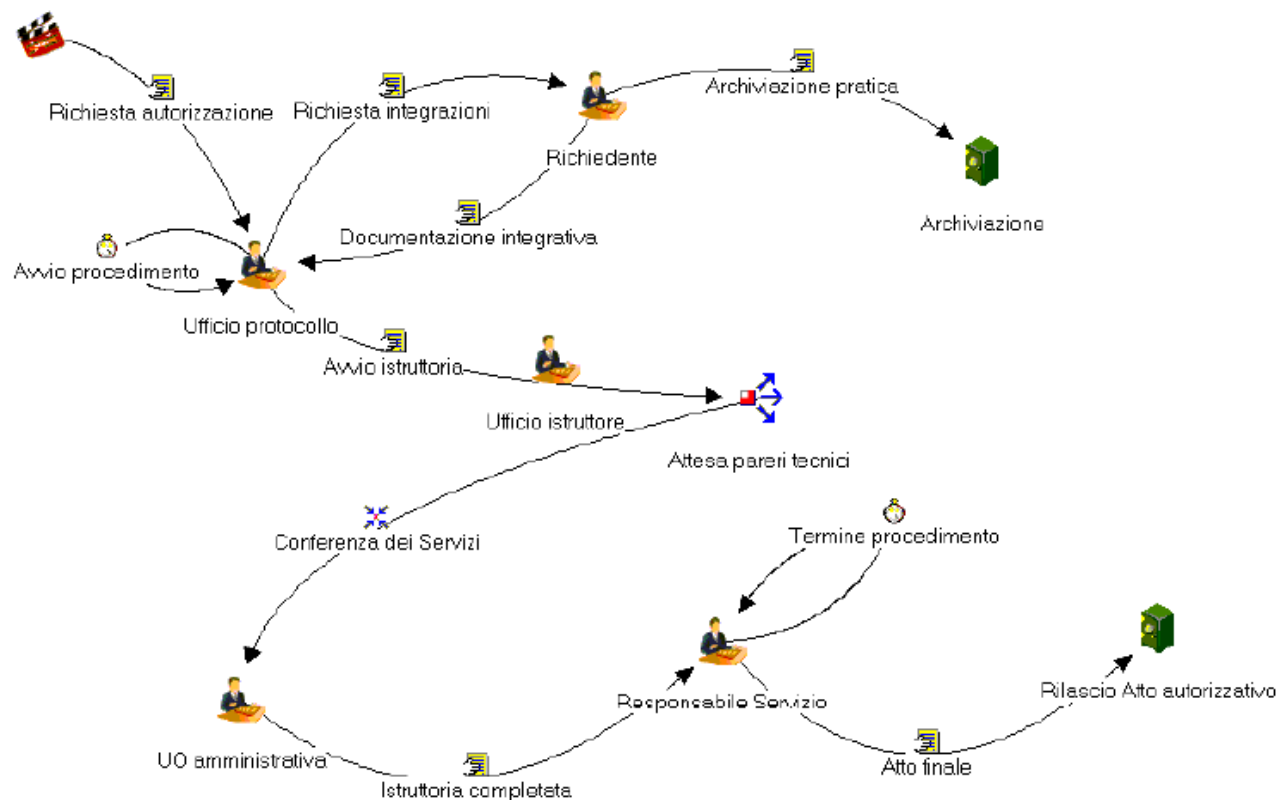 Richiesta autorizzazione
Richiesta integrazioni
Archiviazione pratica
Richiedente
Archiviazione
Documentazione integrativa
Avvio procedimento
Ufficio protocollo
Avvio istruttoria
Ufficio istruttore
Attesa pareri tecnici
Conferenza dei Servizi
Termine procedimento
Responsabile Servizio
Rilascio Atto autorizzativo
UO amministrativa
Atto finale
Istruttoria completata